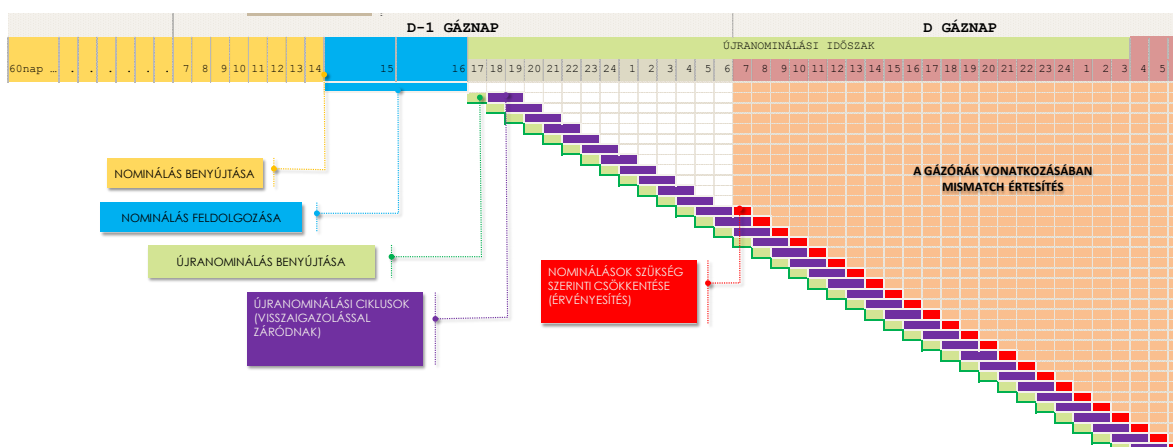 D-1 GÁZNAP D GÁZNAP
ÚJRANOMINÁLÁSI IDŐSZAK
60nap … . . . . . . 7 8 9 10 11 12 13 14 15 16 17 18 19 20 21 22 23 24 1 2 3 4 5 6 7 8 9 10 11 12 13 14 15 16 17 18 19 20 21 22 23 24 1 2 3 4 5
A GÁZÓRÁK VONATKOZÁSÁBAN
MISMATCH ÉRTESÍTÉS
NOMINÁLÁS BENYÚJTÁSA
NOMINÁLÁS FELDOLGOZÁSA
ÚJRANOMINÁLÁS BENYÚJTÁSA
NOMINÁLÁSOK SZÜKSÉG
SZERINTI CSÖKKENTÉSE
(ÉRVÉNYESÍTÉS)
ÚJRANOMINÁLÁSI CIKLUSOK
(VISSZAIGAZOLÁSSAL
ZÁRÓDNAK)